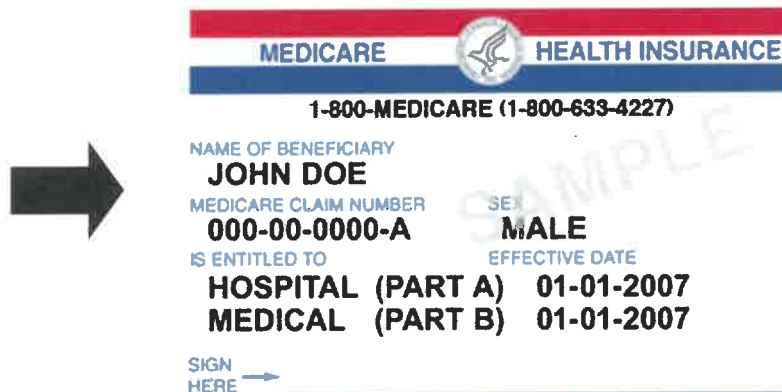 MEDICARE HEALTH INSURANCE
1-800-MEDICARE (1-800-633-4227)
SAMPLE
NAME OF BENEFICIARY
JOHN DOE
MEDICARE CLAIM NUMBER SEX
000-00-0000-A MALE
IS ENTITLED TO EFFECTIVE DATE
HOSPITAL (PART A) 01-01-2007
MEDICAL (PART B) 01-01-2007
SIGN
HERE